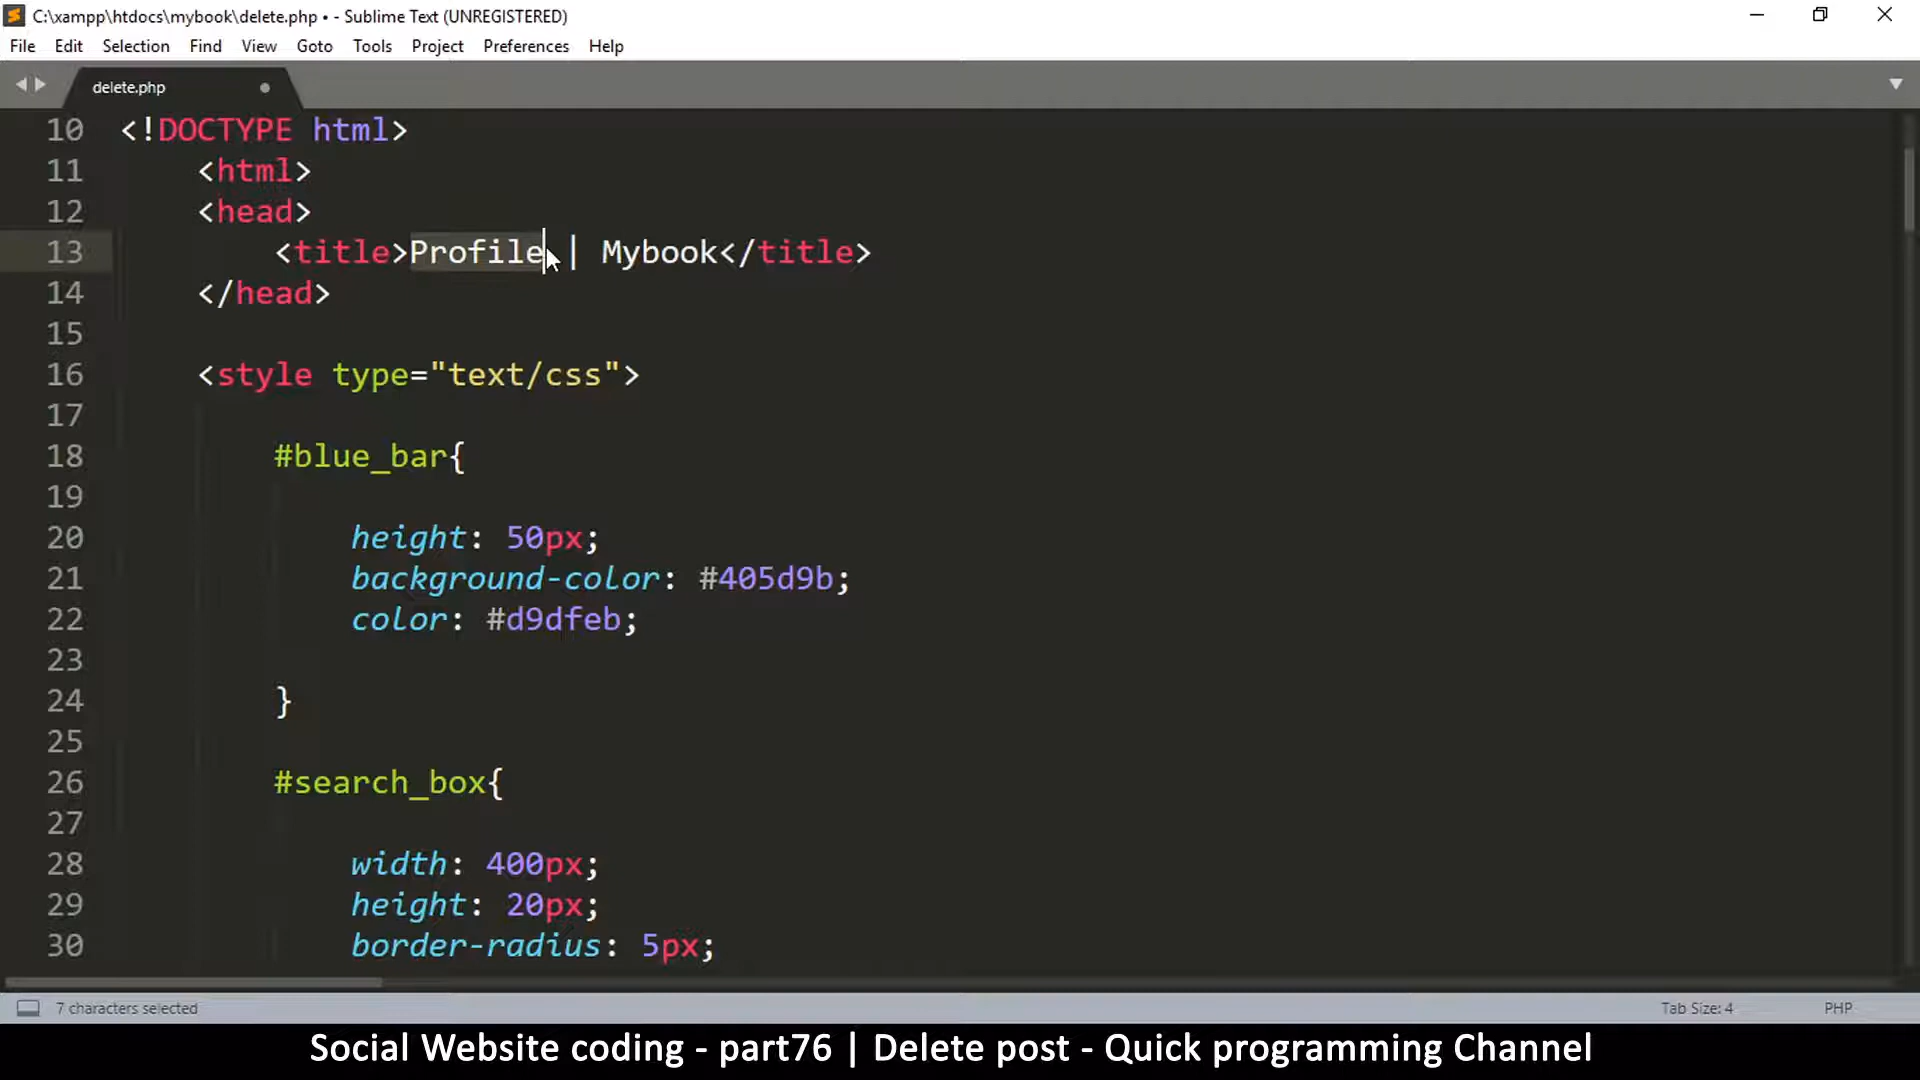 C:\xampp\htdocs\mybook\delete.php • - Sublime Text (UNREGISTERED)
File Edit Selection Find View Goto Tools Project Preferences Help
delete.php
10 <!DOCTYPE html>
11 <html>
12 <head>
13 <title>Profile | Mybook</title>
14 </head>
15
16 <style type="text/css">
17
18 #blue_bar{
19
20 height: 50px;
21 background-color: #405d9b;
22 color: #d9dfeb;
23
24 }
25
26 #search_box{
27
28 width: 400px;
29 height: 20px;
30 border-radius: 5px;
7 characters selected Tab Size: 4 PHP
Social Website coding - part76 | Delete post - Quick programming Channel